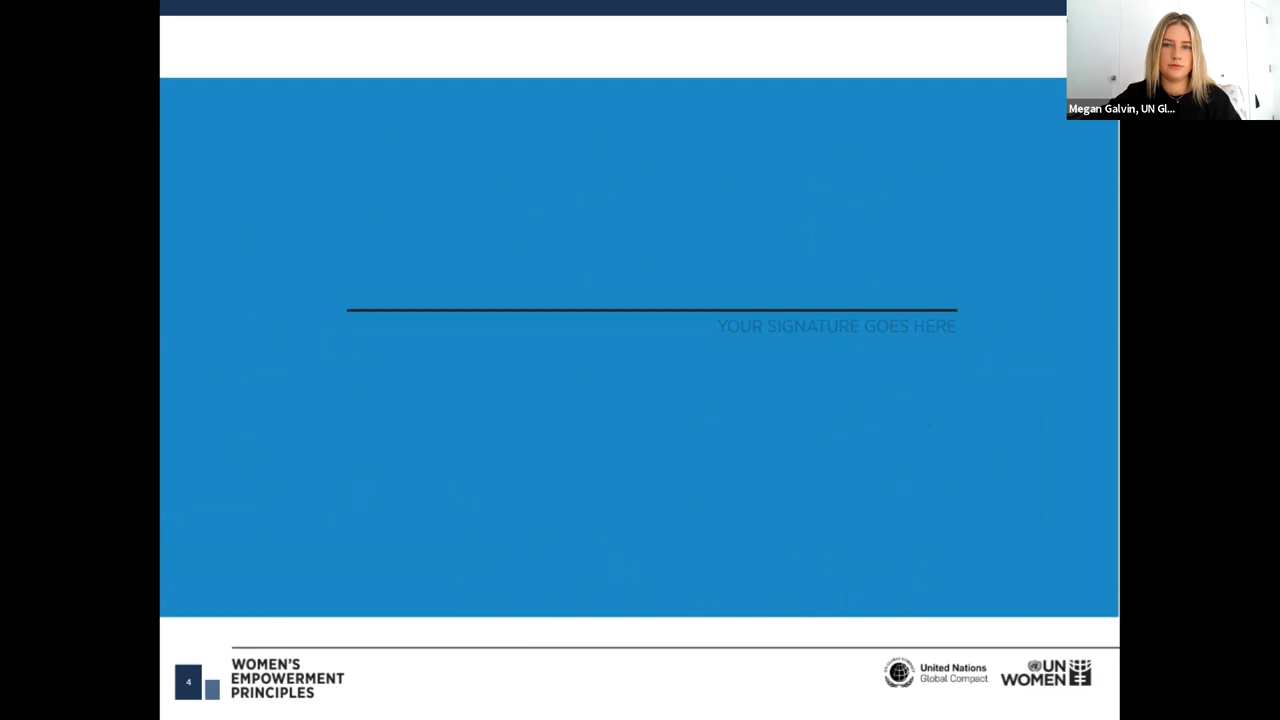 Megan Galvin, UN Gl...
YOUR SIGNATURE GOES HERE
4
WOMEN'S
EMPOWERMENT
PRINCIPLES
United Nations
Global Compact
UN
WOMEN